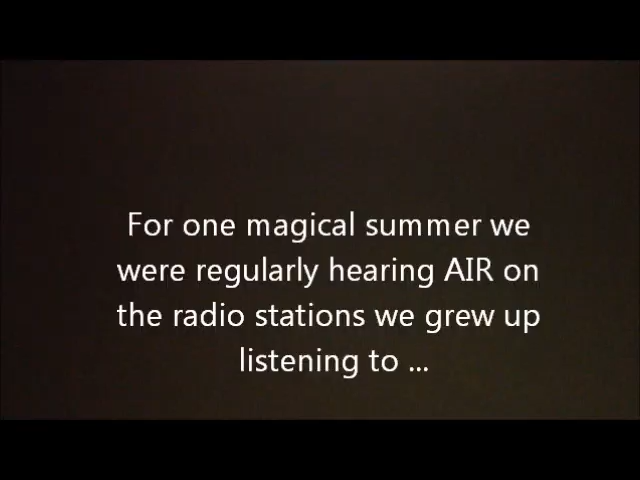 For one magical summer we
were regularly hearing AIR on
the radio stations we grew up
listening to ...